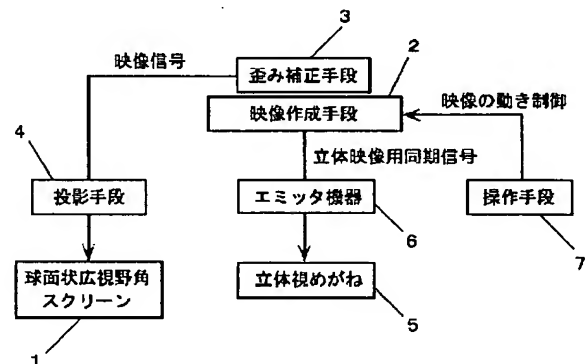 3
映像信号
歪み補正手段
2
映像作成手段
映像の動き制御
4
立体映像用同期信号
投影手段
エミッタ機器
操作手段
6
7
球面状広視野角
スクリーン
立体視めがね
1
5